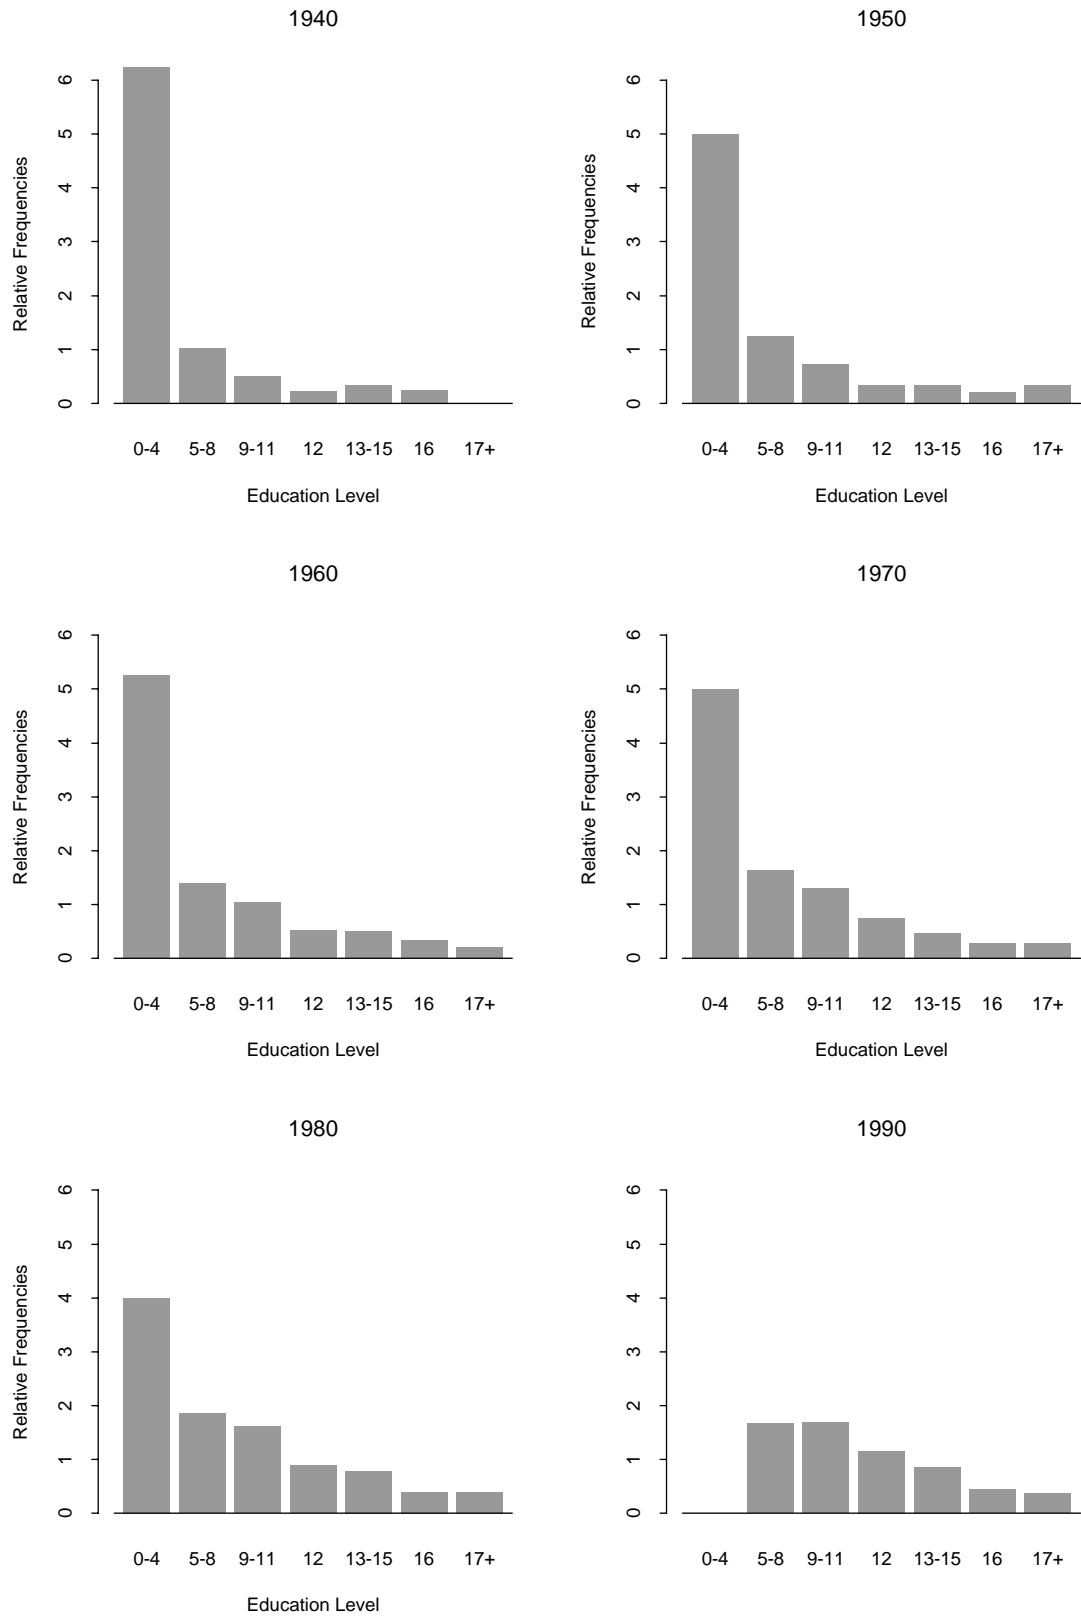 1940
Relative Frequencies
0 1 2 3 4 5 6
0-4 5-8 9-11 12 13-15 16 17+
Education Level
1950
Relative Frequencies
0 1 2 3 4 5 6
0-4 5-8 9-11 12 13-15 16 17+
Education Level
1960
Relative Frequencies
0 1 2 3 4 5 6
0-4 5-8 9-11 12 13-15 16 17+
Education Level
1970
Relative Frequencies
0 1 2 3 4 5 6
0-4 5-8 9-11 12 13-15 16 17+
Education Level
1980
Relative Frequencies
0 1 2 3 4 5 6
0-4 5-8 9-11 12 13-15 16 17+
Education Level
1990
0 1 2 3 4 5 6
0-4 5-8 9-11 12 13-15 16 17+